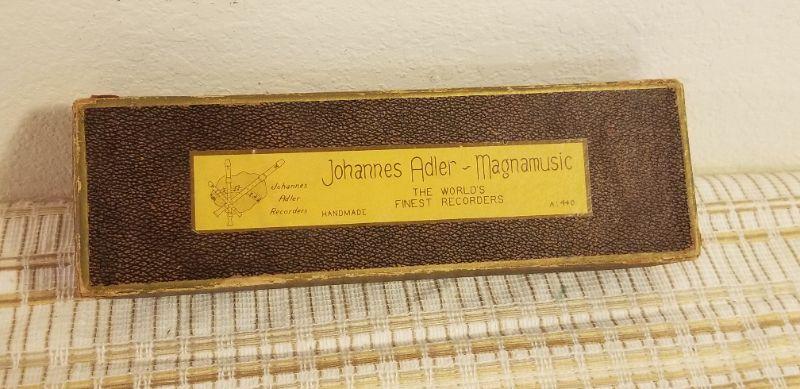 Johannes Adler - Magnamusic
Johannes
Adler
Recorders
THE WORLD'S
FINEST RECORDERS
HANDMADE
A:440